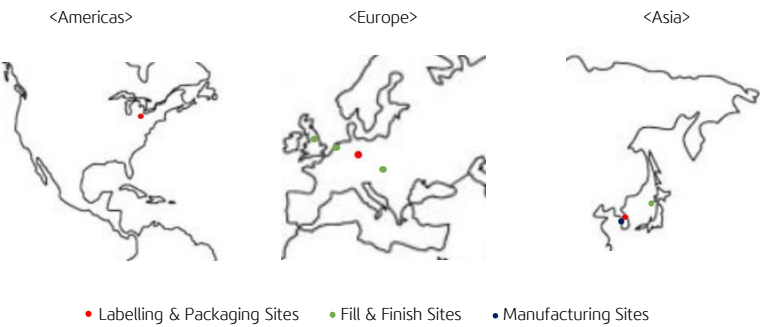 <Americas>
<Europe>
<Asia>
Labelling & Packaging Sites
Fill & Finish Sites
Manufacturing Sites